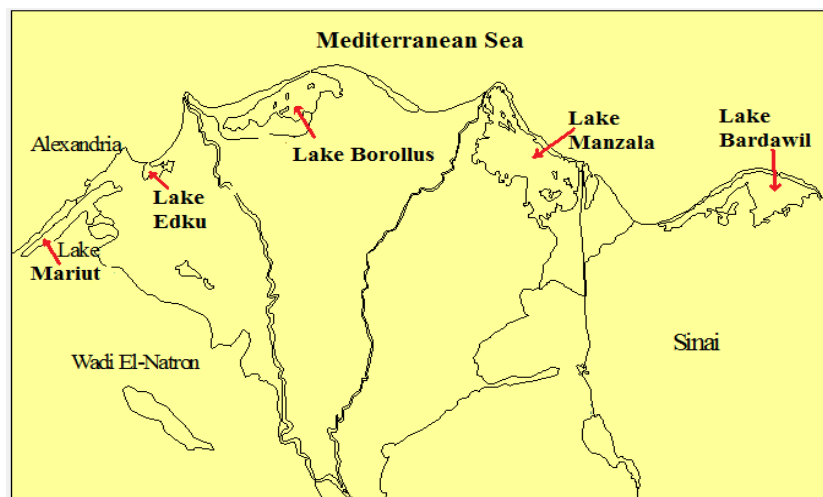 Mediterranean Sea
Lake
Bardawil
Lake
Manzala
Alexandria
Lake Borollus
Lake
Edku
Lake
Mariut
Wadi El-Natron
Sinai